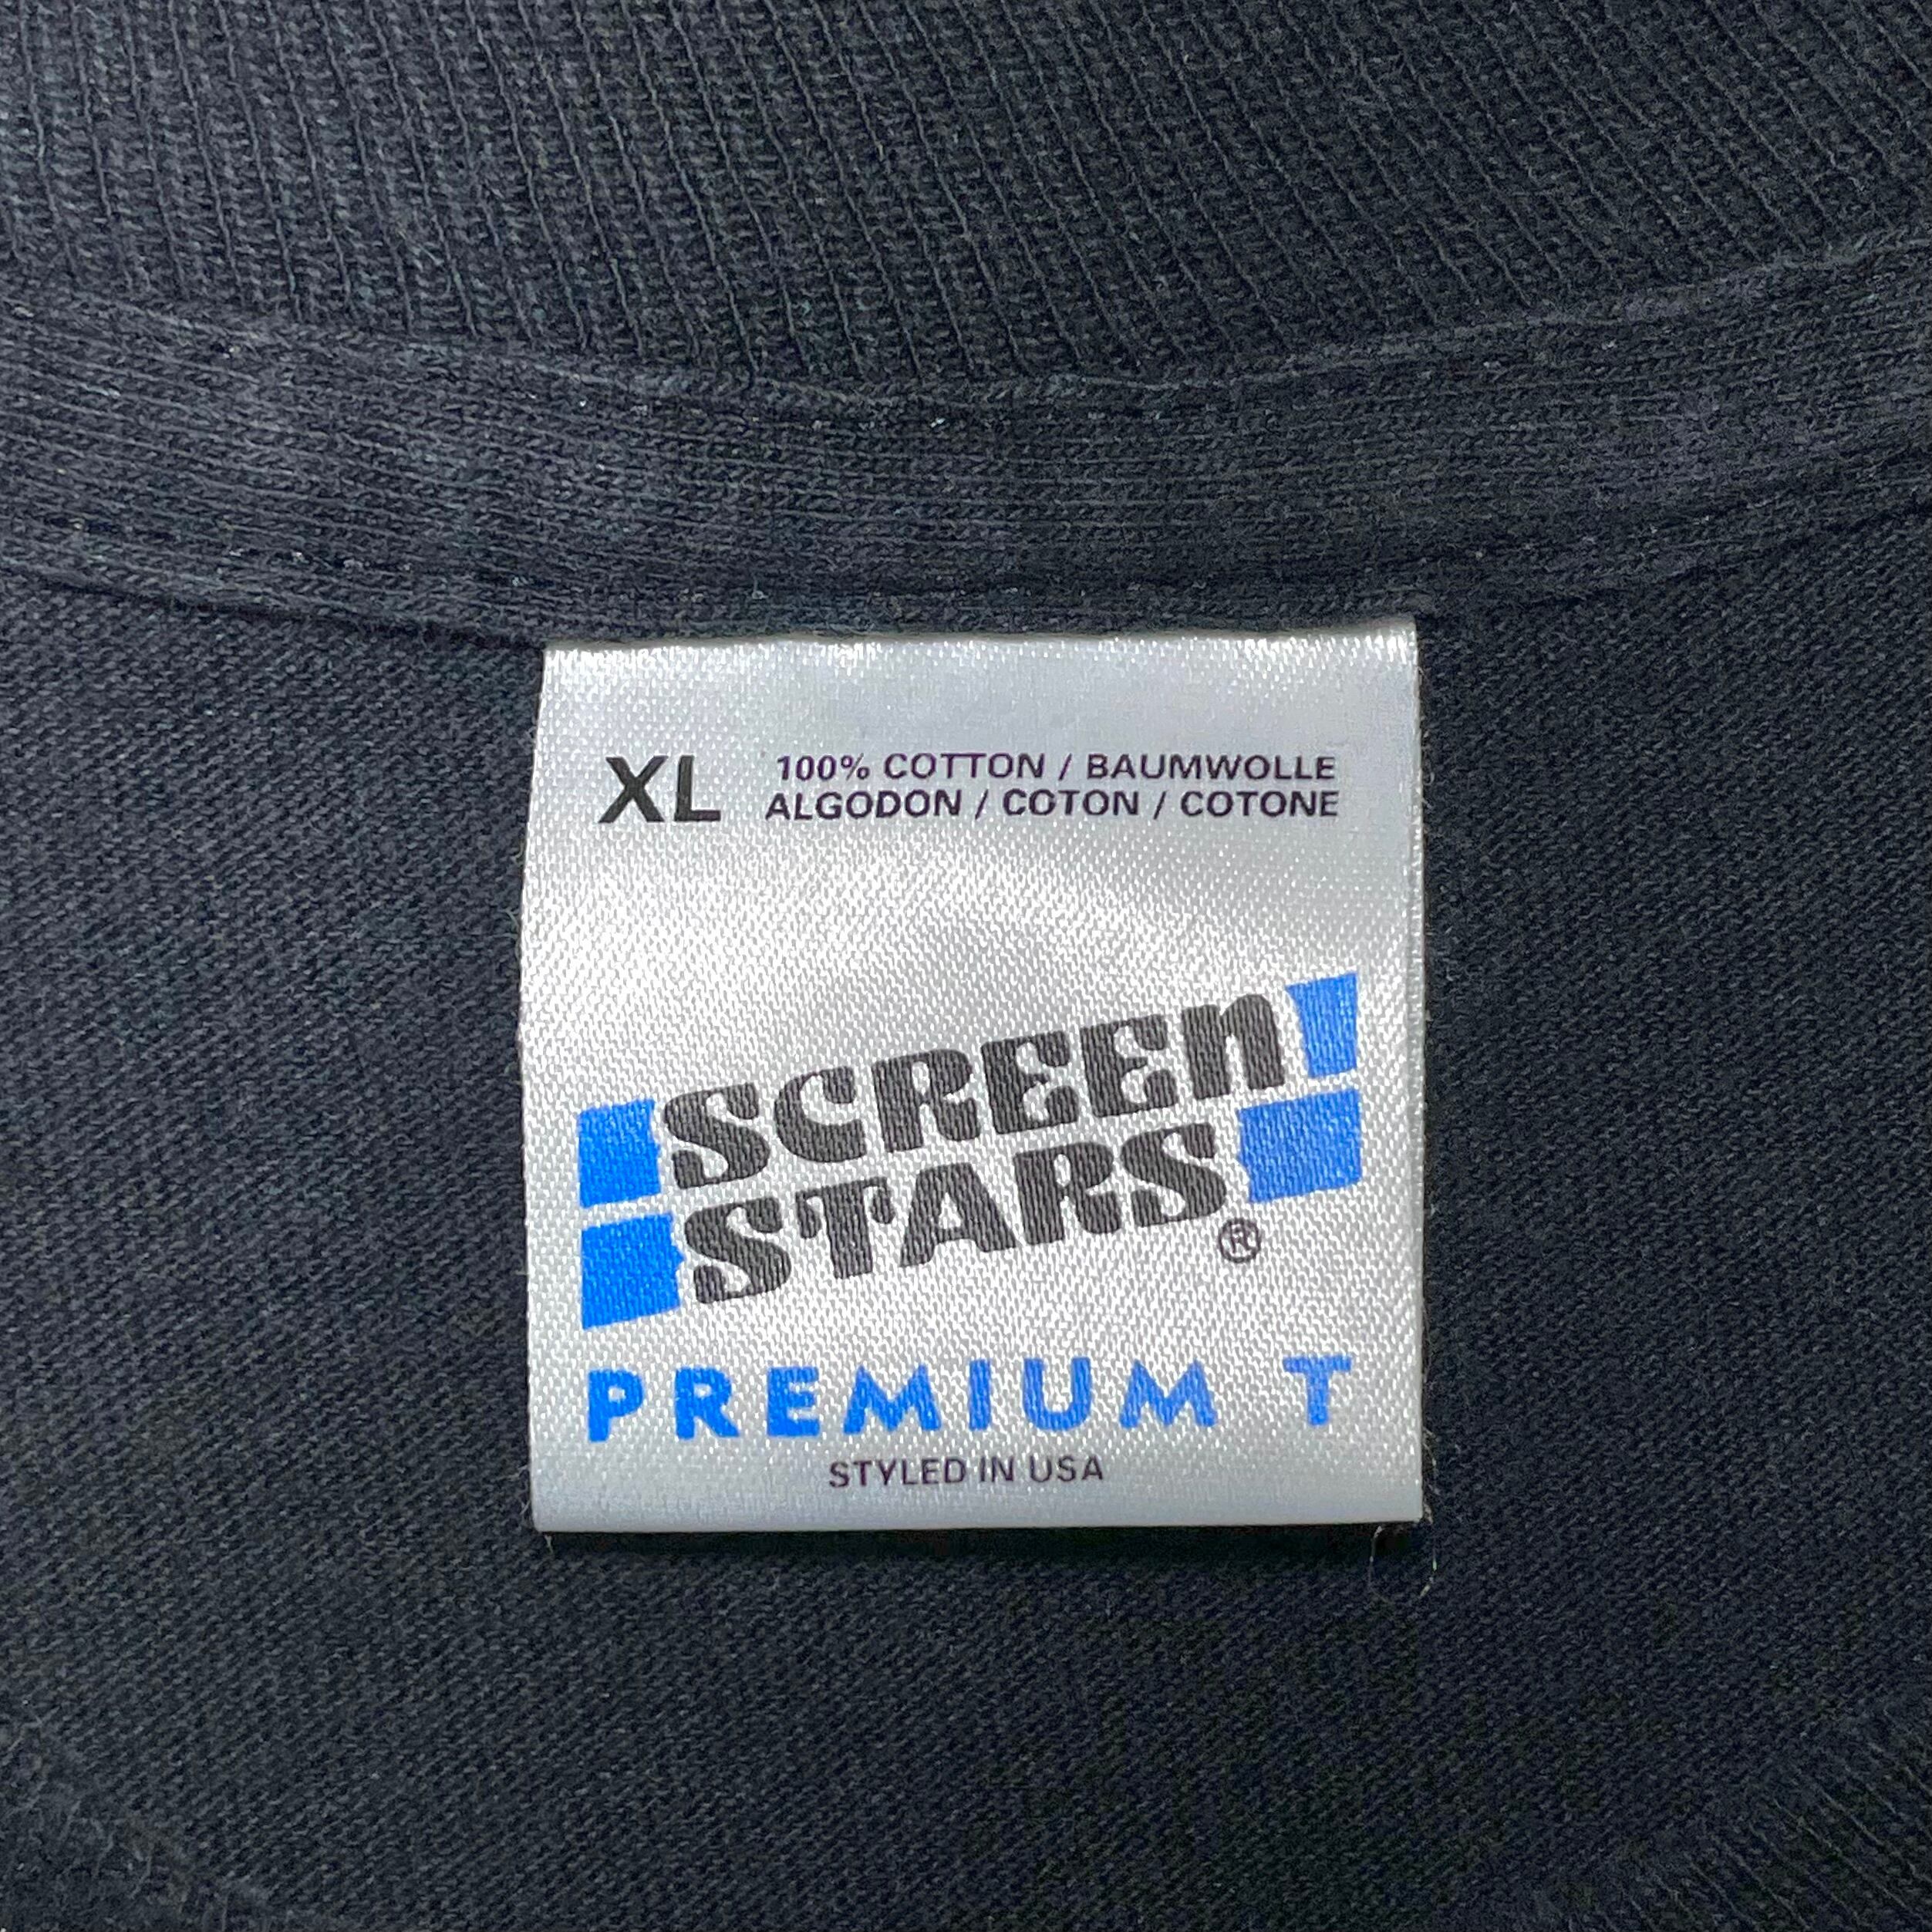 XL
100% COTTON / BAUMWOLLE
ALGODON / COTON / COTONE
SCREEN
STARS®
PREMIUM T
STYLED IN USA